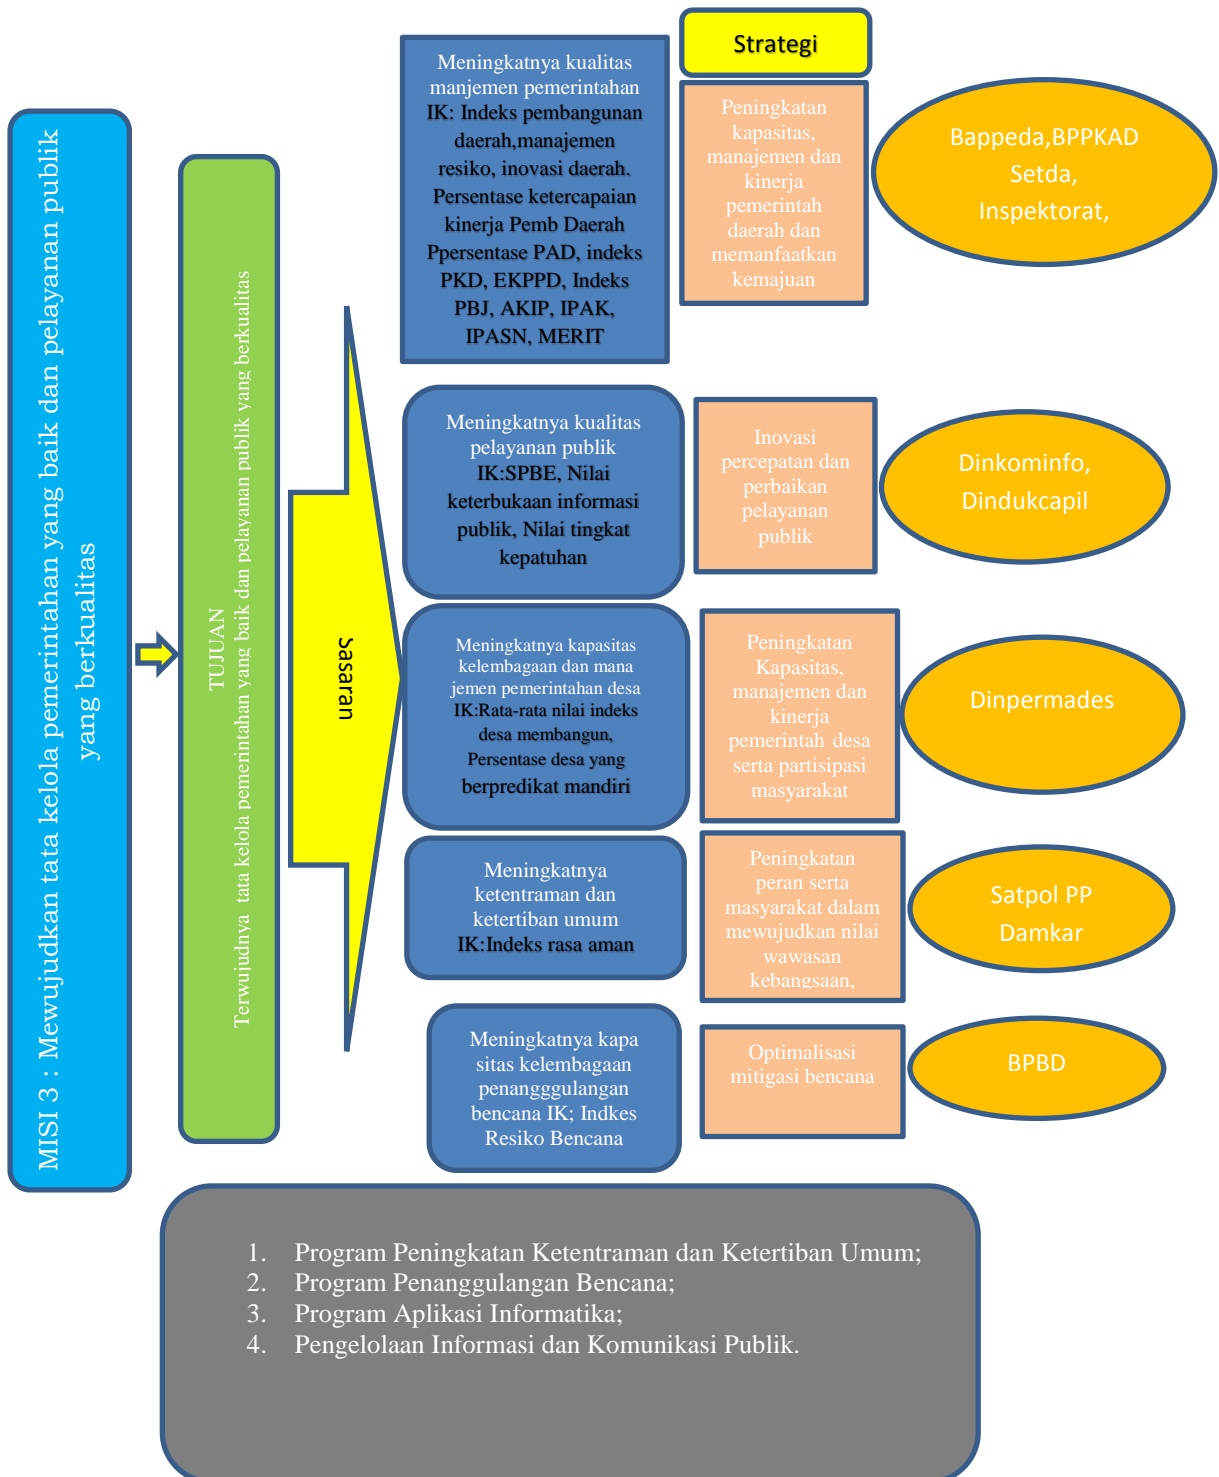 MISI 3 : Mewujudkan tata kelola pemerintahan yang baik dan pelayanan publik
yang berkualitas
TUJUAN
Terwujudnya tata kelola pemerintahan yang baik dan pelayanan publik yang berkualitas
Sasaran
Strategi
Meningkatnya kualitas
manjemen pemerintahan
IK: Indeks pembangunan
daerah,manajemen
resiko, inovasi daerah.
Persentase ketercapaian
kinerja Pemb Daerah
Ppersentase PAD, indeks
PKD, EKPPD, Indeks
PBJ, AKIP, IPAK,
IPASN, MERIT
Peningkatan
kapasitas,
manajemen dan
kinerja
pemerintah
daerah dan
memanfaatkan
kemajuan
Bappeda,BPPKAD
Setda,
Inspektorat,
Meningkatnya kualitas
pelayanan publik
IK:SPBE, Nilai
keterbukaan informasi
publik, Nilai tingkat
kepatuhan
Inovasi
percepatan dan
perbaikan
pelayanan
publik
Dinkominfo,
Dindukcapil
Meningkatnya kapasitas
kelembagaan dan mana
jemen pemerintahan desa
IK:Rata-rata nilai indeks
desa membangun,
Persentase desa yang
berpredikat mandiri
Peningkatan
Kapasitas,
manajemen dan
kinerja
pemerintah desa
serta partisipasi
masyarakat
Dinpermades
Meningkatnya
ketentraman dan
ketertiban umum
IK:Indeks rasa aman
Peningkatan
peran serta
masyarakat dalam
mewujudkan nilai
wawasan
kebangsaan,
Satpol PP
Damkar
Meningkatnya kapa
sitas kelembagaan
penangggulangan
bencana IK; Indkes
Resiko Bencana
Optimalisasi
mitigasi bencana
BPBD
1. Program Peningkatan Ketentraman dan Ketertiban Umum;
2. Program Penanggulangan Bencana;
3. Program Aplikasi Informatika;
4. Pengelolaan Informasi dan Komunikasi Publik.